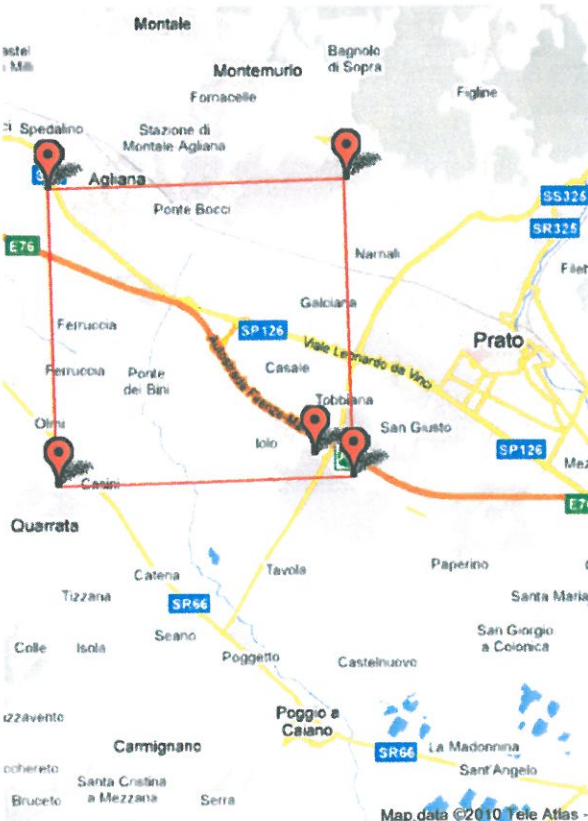 Montale
Bagnolo
di Sopra
Montemurlo
Fornacelle
Figline
Spedalino
Stazione di
Montale Agliana
Agliana
SS325
Ponte Bocci
SR325
E76
Narnali
Galciana
Ferruccia
SP126
Prato
Viale Leonardo da Vinci
Ferruccia
Ponte
dei Bini
Casale
Tobbiana
Olmi
San Giusto
Iolo
SP126
Casini
Quarrata
Paperino
Catena
Tavola
Tizzana
SR66
Santa Maria
Seano
San Giorgio
a Colonica
Colle
Isola
Poggetto
Castelnuovo
Poggio a
Caiano
Carmignano
SR66
La Madonnina
Sant'Angelo
Santa Cristina
a Mezzana
Serra
Map data ©2010 Tele Atlas -